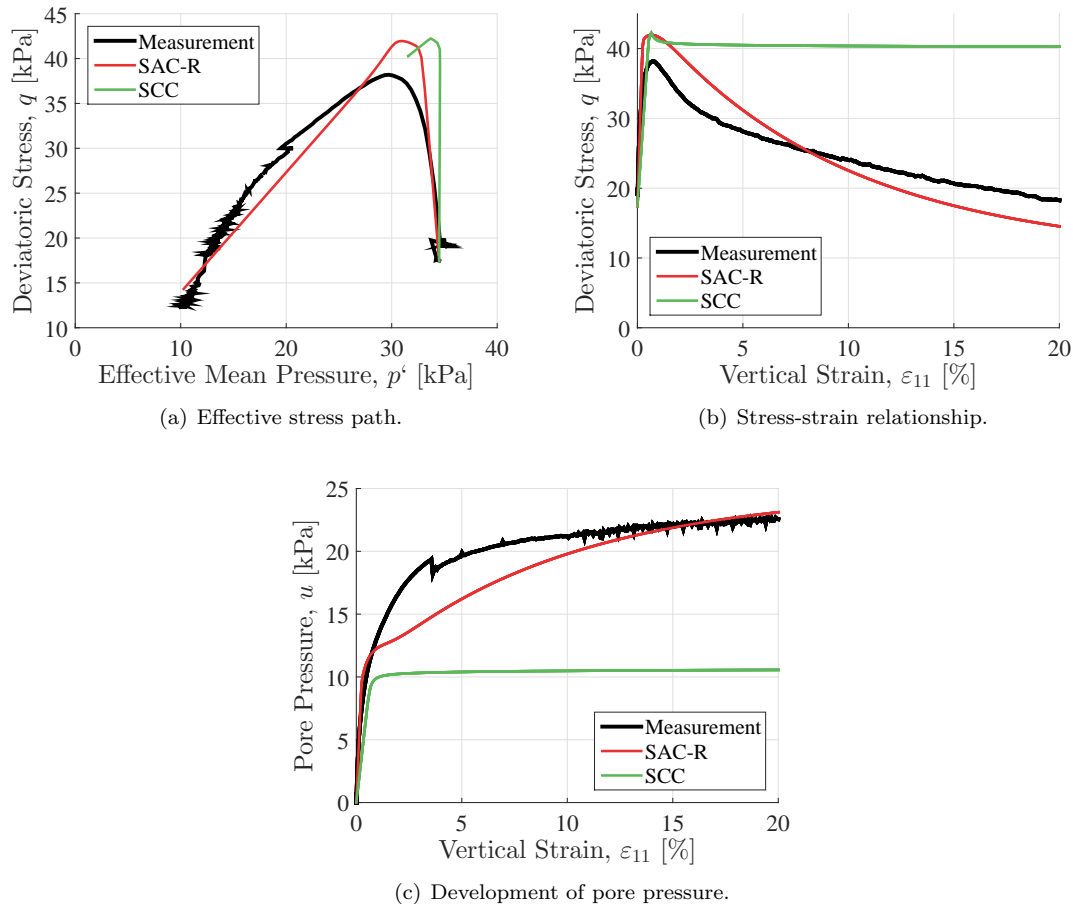 45
40
35
30
25
20
15
10
0 10 20 30 40
Deviatoric Stress, q [kPa]
Effective Mean Pressure, p‘ [kPa]
Measurement
SAC-R
SCC
(a) Effective stress path.
40
30
20
10
0
0 5 10 15 20
Deviatoric Stress, q [kPa]
Vertical Strain, ε11 [%]
Measurement
SAC-R
SCC
(b) Stress-strain relationship.
25
20
15
10
5
0
0 5 10 15 20
Pore Pressure, u [kPa]
Vertical Strain, ε11 [%]
Measurement
SAC-R
SCC
(c) Development of pore pressure.